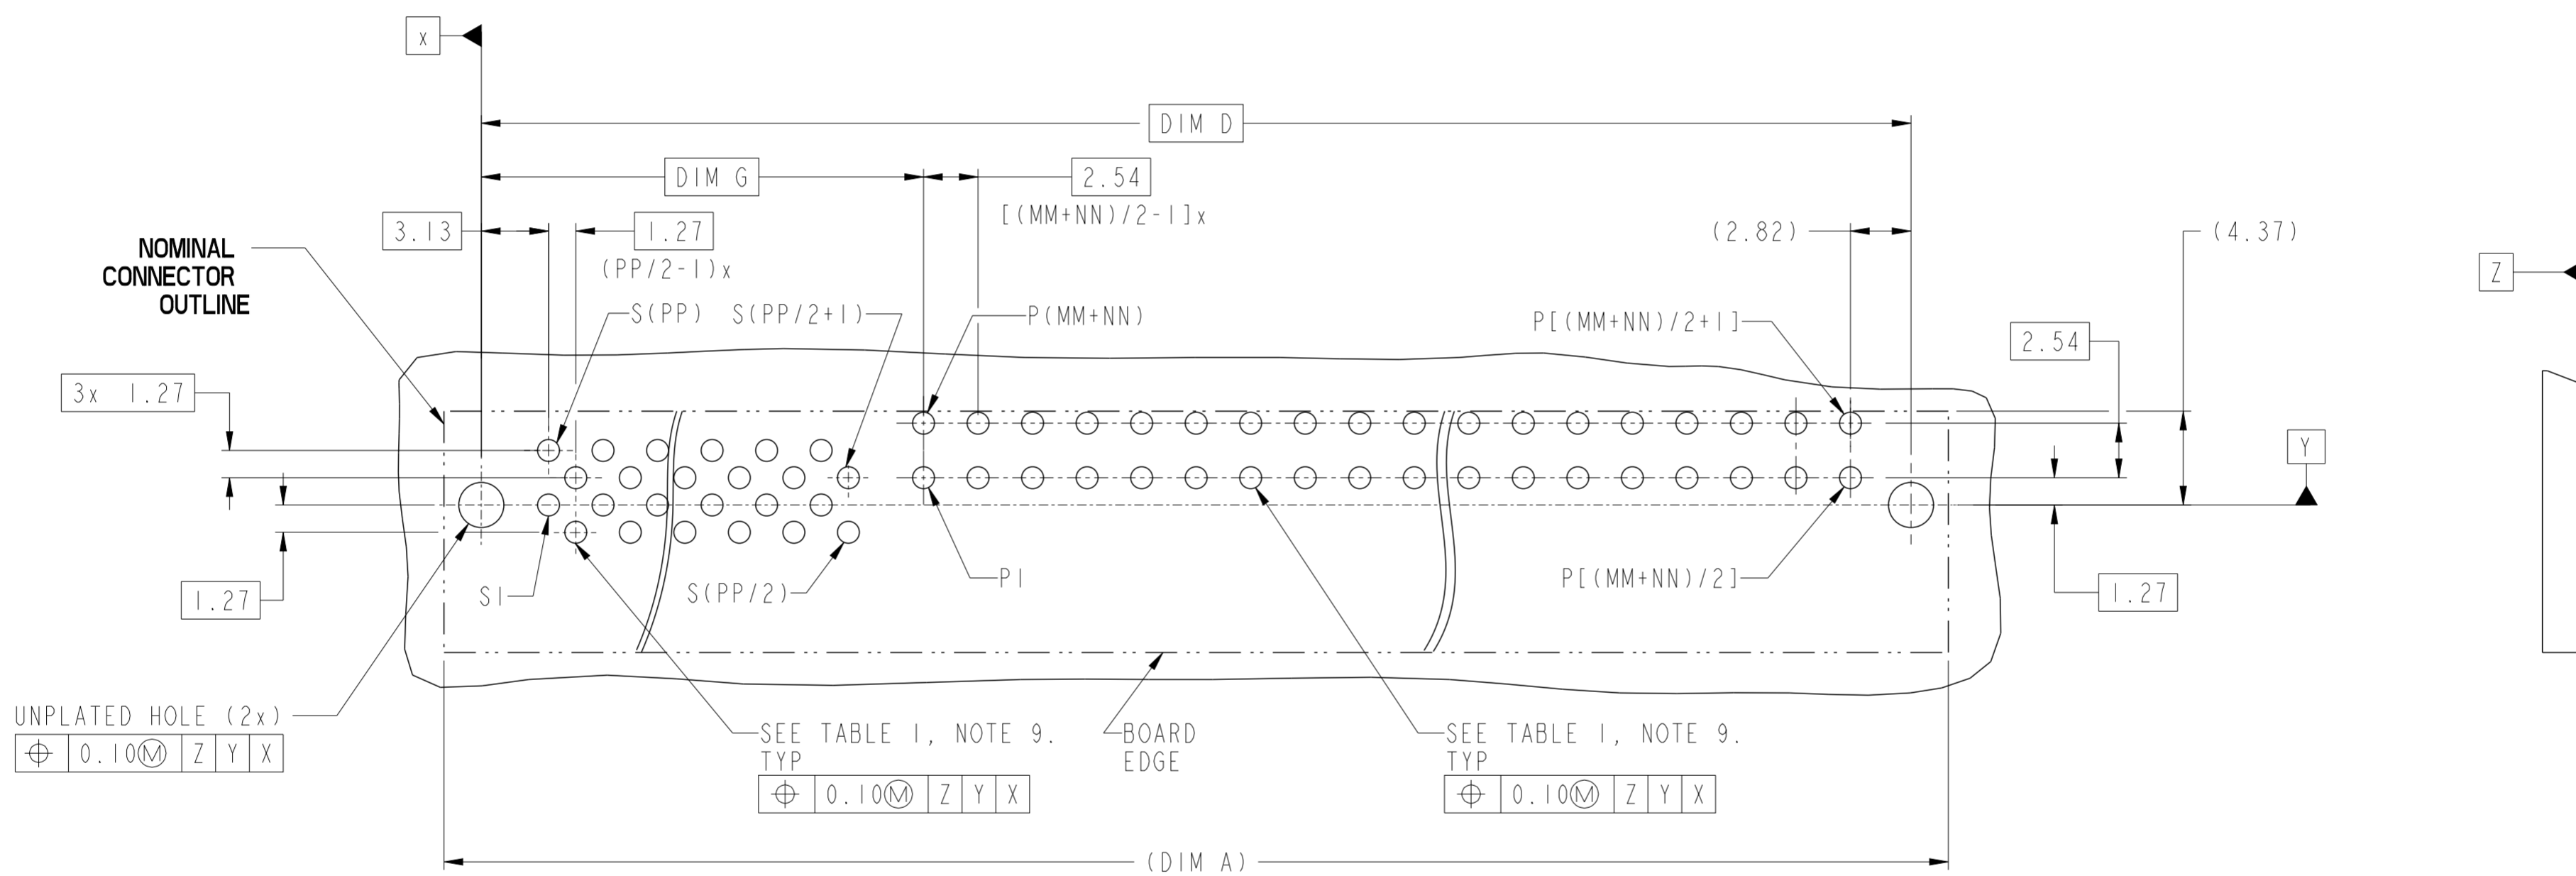 x
DIM D
DIM G
2.54
[(MM+NN)/2-1]x
3.13
1.27
(PP/2-1)x
(2.82)
(4.37)
Z
NOMINAL
CONNECTOR
OUTLINE
S(PP)
S(PP/2+1)
P(MM+NN)
P[(MM+NN)/2+1]
2.54
3x 1.27
Y
1.27
S1
S(PP/2)
P1
P[(MM+NN)/2]
1.27
UNPLATED HOLE (2x)
⌖ 0.10Ⓜ Z Y X
SEE TABLE 1, NOTE 9.
TYP
⌖ 0.10Ⓜ Z Y X
BOARD
EDGE
SEE TABLE 1, NOTE 9.
TYP
⌖ 0.10Ⓜ Z Y X
(DIM A)